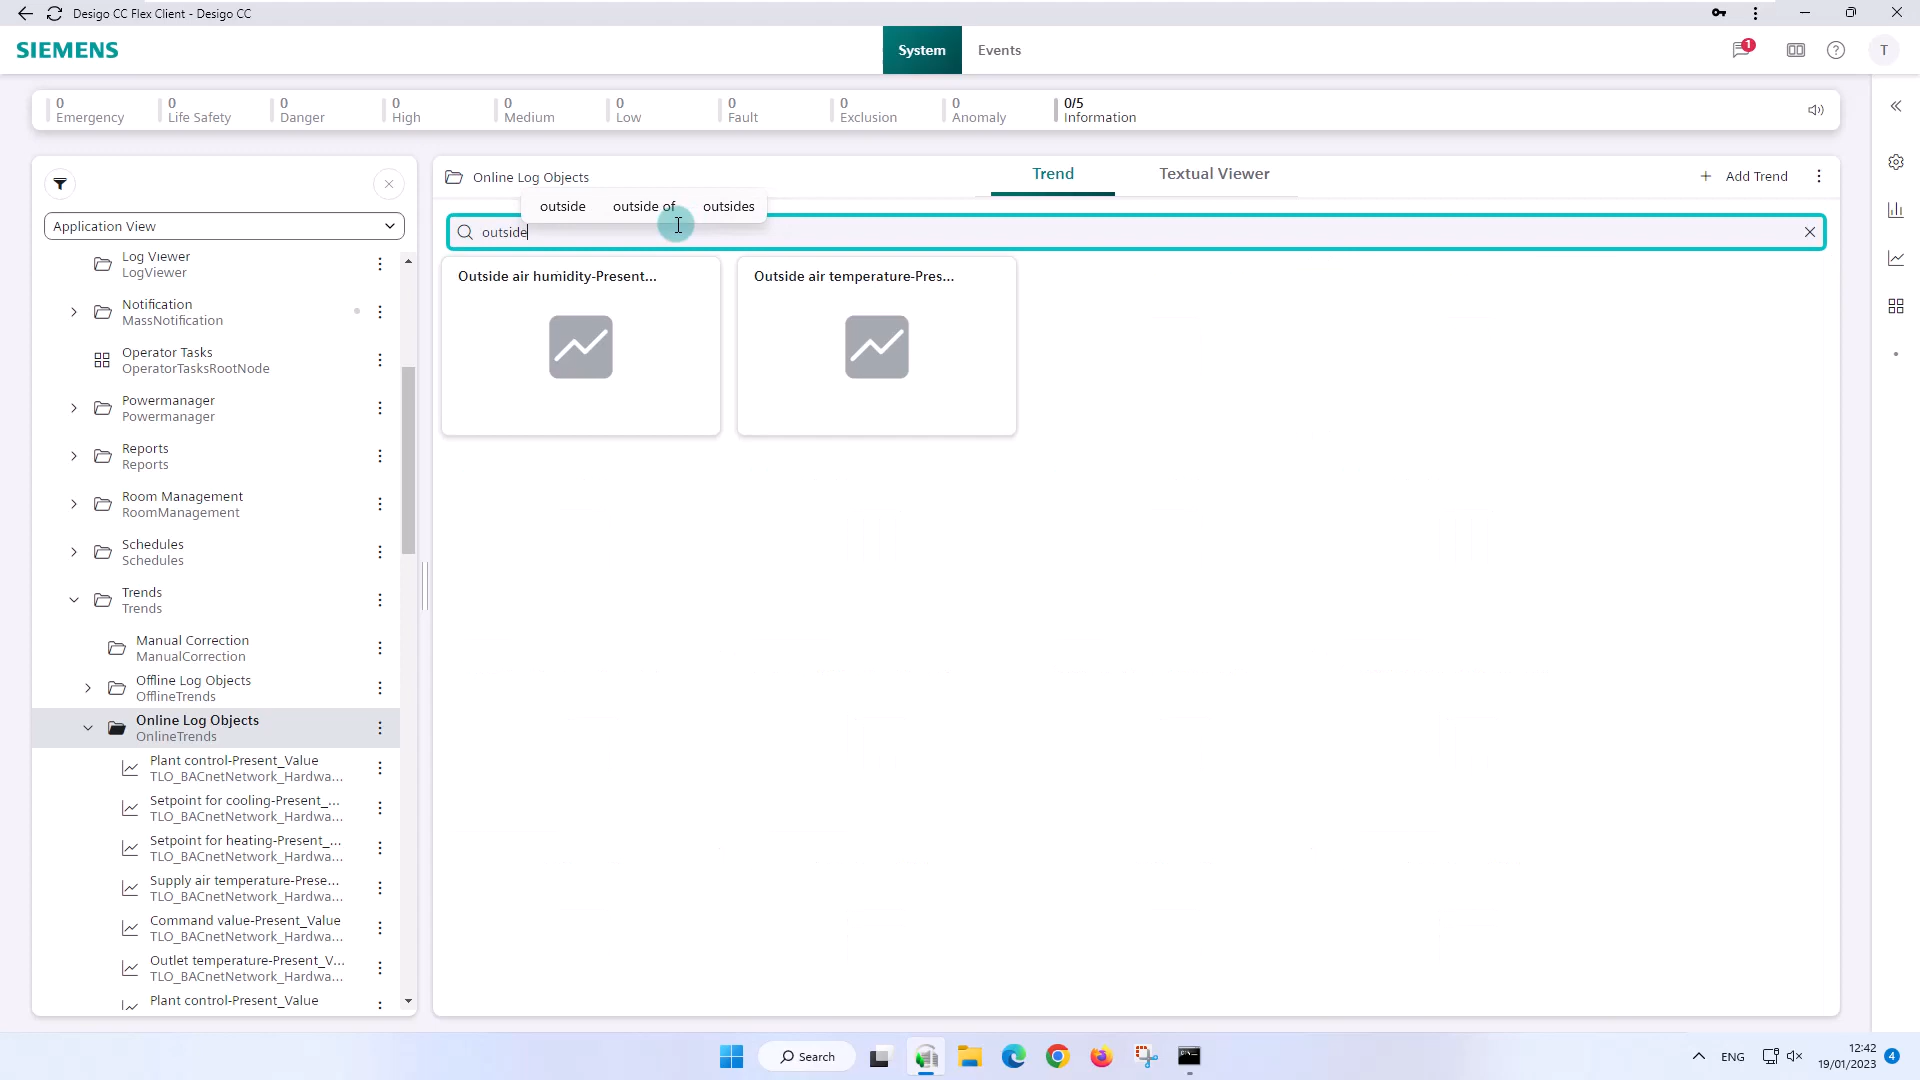 Desigo CC Flex Client - Desigo CC
SIEMENS
System
Events
1
T
0
Emergency
0
Life Safety
0
Danger
0
High
0
Medium
0
Low
0
Fault
0
Exclusion
0
Anomaly
0/5
Information
Application View
Log Viewer
LogViewer
Notification
MassNotification
Operator Tasks
OperatorTasksRootNode
Powermanager
Powermanager
Reports
Reports
Room Management
RoomManagement
Schedules
Schedules
Trends
Trends
Manual Correction
ManualCorrection
Offline Log Objects
OfflineTrends
Online Log Objects
OnlineTrends
Plant control-Present_Value
TLO_BACnetNetwork_Hardwa...
Setpoint for cooling-Present_...
TLO_BACnetNetwork_Hardwa...
Setpoint for heating-Present_...
TLO_BACnetNetwork_Hardwa...
Supply air temperature-Prese...
TLO_BACnetNetwork_Hardwa...
Command value-Present_Value
TLO_BACnetNetwork_Hardwa...
Outlet temperature-Present_V...
TLO_BACnetNetwork_Hardwa...
Plant control-Present_Value
Online Log Objects
Trend
Textual Viewer
+ Add Trend
outside
outside of
outsides
outside
Outside air humidity-Present...
Outside air temperature-Pres...
Search
ENG
12:42
19/01/2023
4